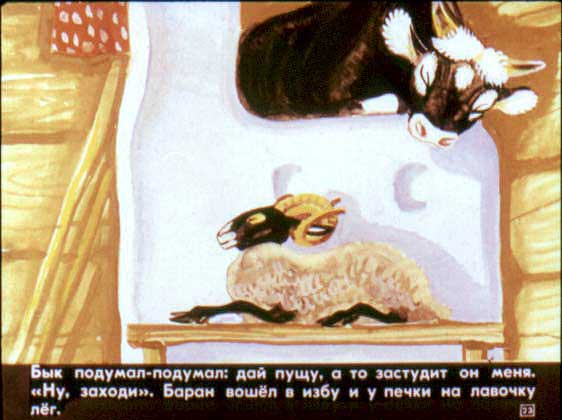 Бык подумал-подумал: дай пущу, а то застудит он меня.
«Ну, заходи». Баран вошёл в избу и у печки на лавочку
лёг.
23